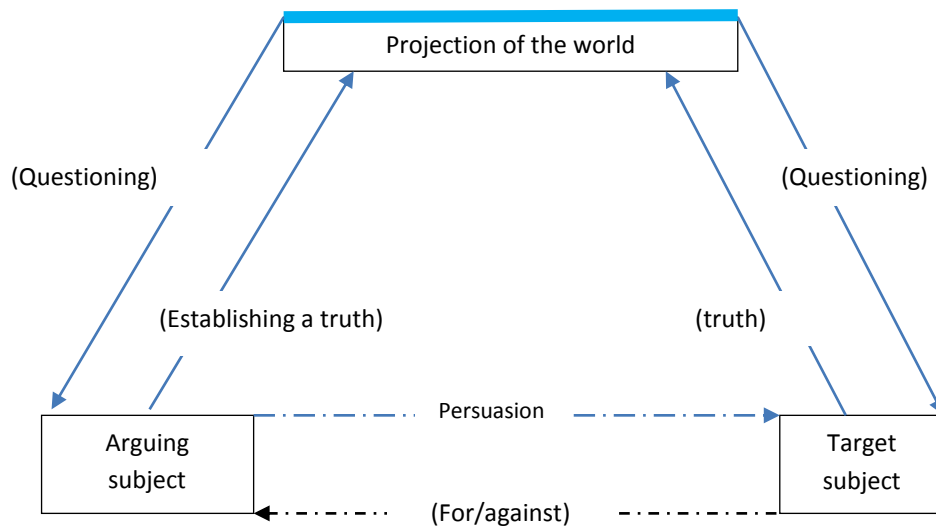 Projection of the world
(Questioning)
(Questioning)
(Establishing a truth)
(truth)
Persuasion
Arguing
subject
Target
subject
(For/against)